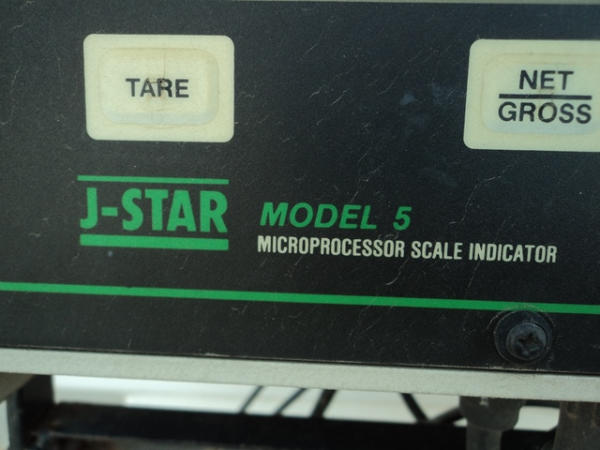 TARE
NET
GROSS
J-STAR MODEL 5
MICROPROCESSOR SCALE INDICATOR